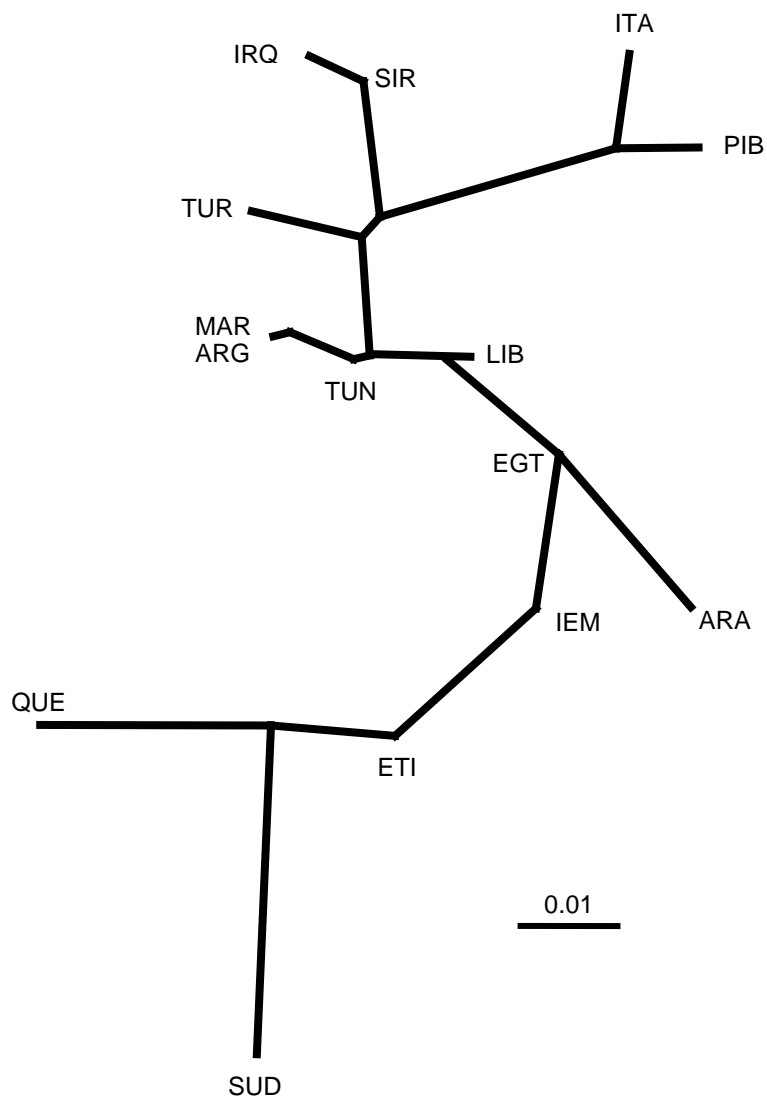 ITA
IRQ
SIR
PIB
TUR
MAR
ARG
LIB
TUN
EGT
IEM
ARA
QUE
ETI
0.01
SUD